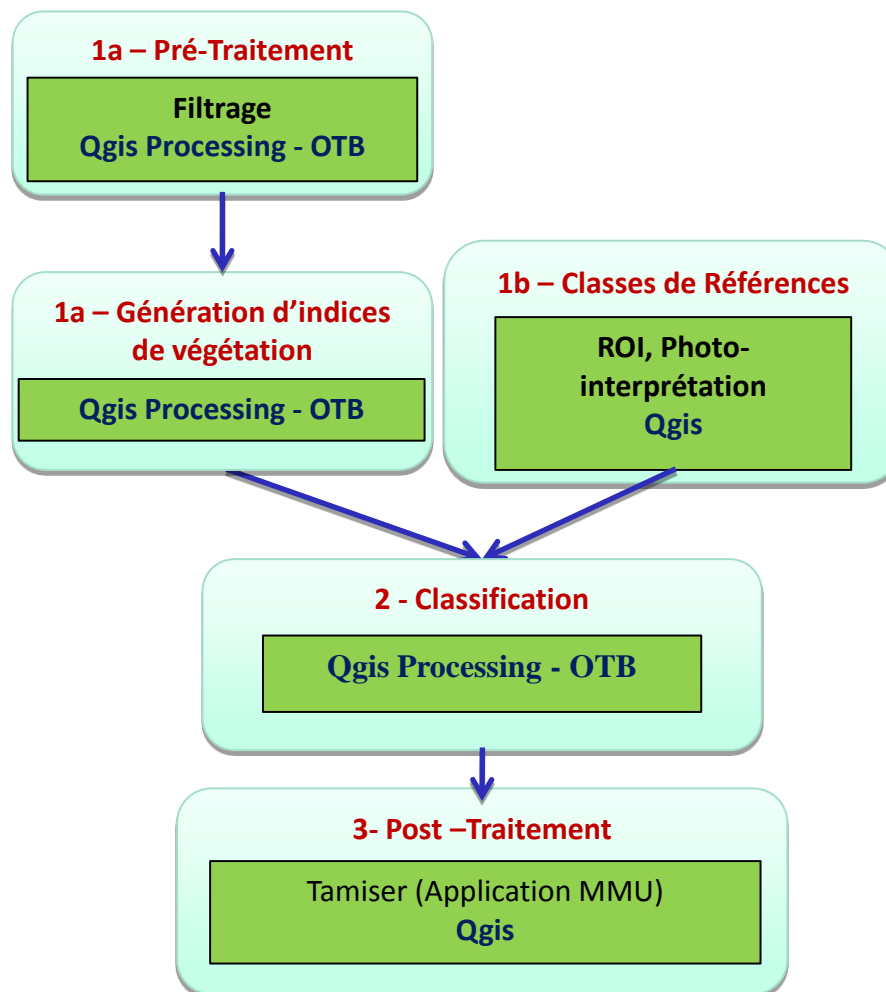 1a – Pré-Traitement
Filtrage
Qgis Processing - OTB
1a – Génération d'indices
de végétation
Qgis Processing - OTB
1b – Classes de Références
ROI, Photo-
interprétation
Qgis
2 - Classification
Qgis Processing - OTB
3- Post –Traitement
Tamiser (Application MMU)
Qgis